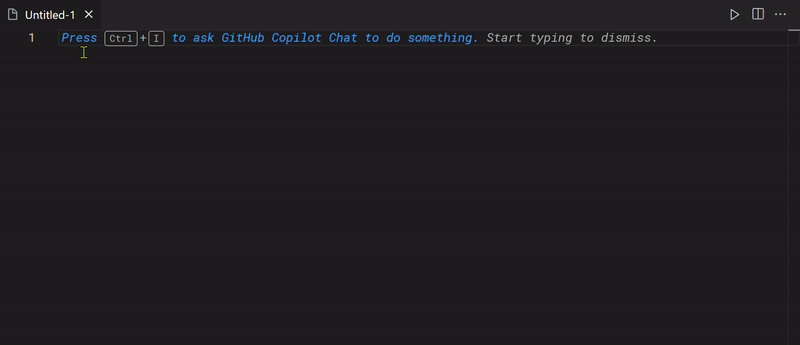 Untitled-1
1 Press Ctrl+I to ask GitHub Copilot Chat to do something. Start typing to dismiss.